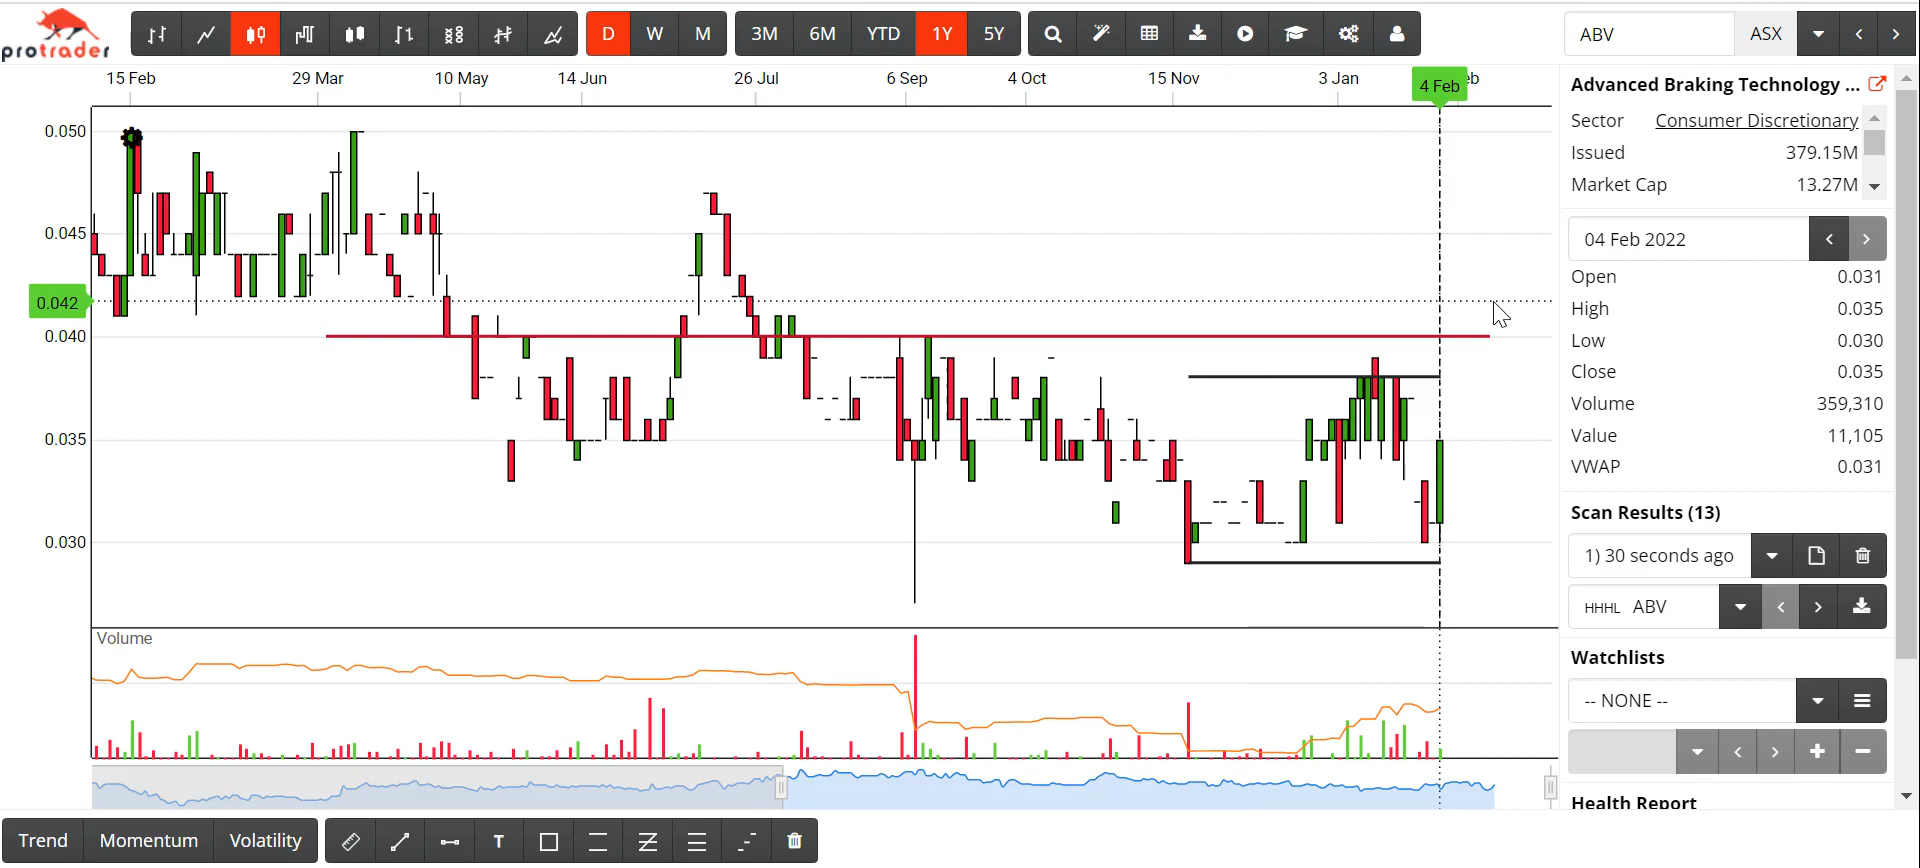 protrader
D W M 3M 6M YTD 1Y 5Y
ABV ASX
15 Feb 29 Mar 10 May 14 Jun 26 Jul 6 Sep 4 Oct 15 Nov 3 Jan 4 Feb eb
0.050
0.045
0.042
0.040
0.035
0.030
Volume
Advanced Braking Technology ...
Sector Consumer Discretionary
Issued 379.15M
Market Cap 13.27M
04 Feb 2022
Open 0.031
High 0.035
Low 0.030
Close 0.035
Volume 359,310
Value 11,105
VWAP 0.031
Scan Results (13)
1) 30 seconds ago
HHHL ABV
Watchlists
-- NONE --
Health Report
Trend Momentum Volatility T